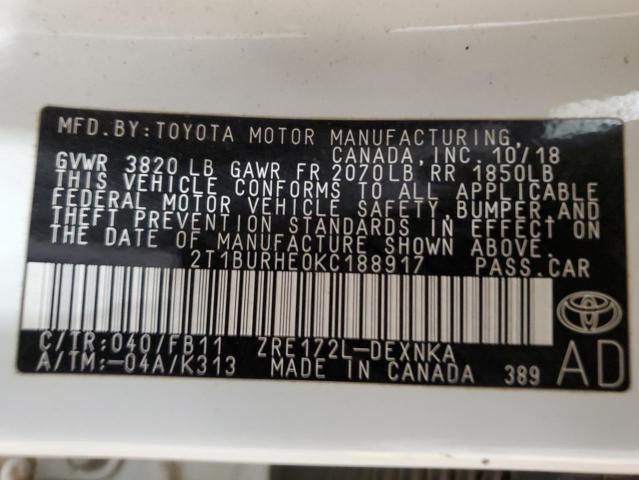 MFD.BY:TOYOTA MOTOR MANUFACTURING,
CANADA, INC. 10/18
GVWR 3820 LB GAWR FR 2070LB, RR 1850LB
THIS VEHICLE CONFORMS TO ALL APPLICABLE
FEDERAL MOTOR VEHICLE SAFETY, BUMPER, AND
THEFT PREVENTION STANDARDS IN EFFECT ON
THE DATE OF MANUFACTURE SHOWN ABOVE.
2T1BURHE0KC188917 PASS.CAR
C/TR:040/FB11 ZRE172L-DEXNKA
A/TM:-04A/K313 MADE IN CANADA 389
AD